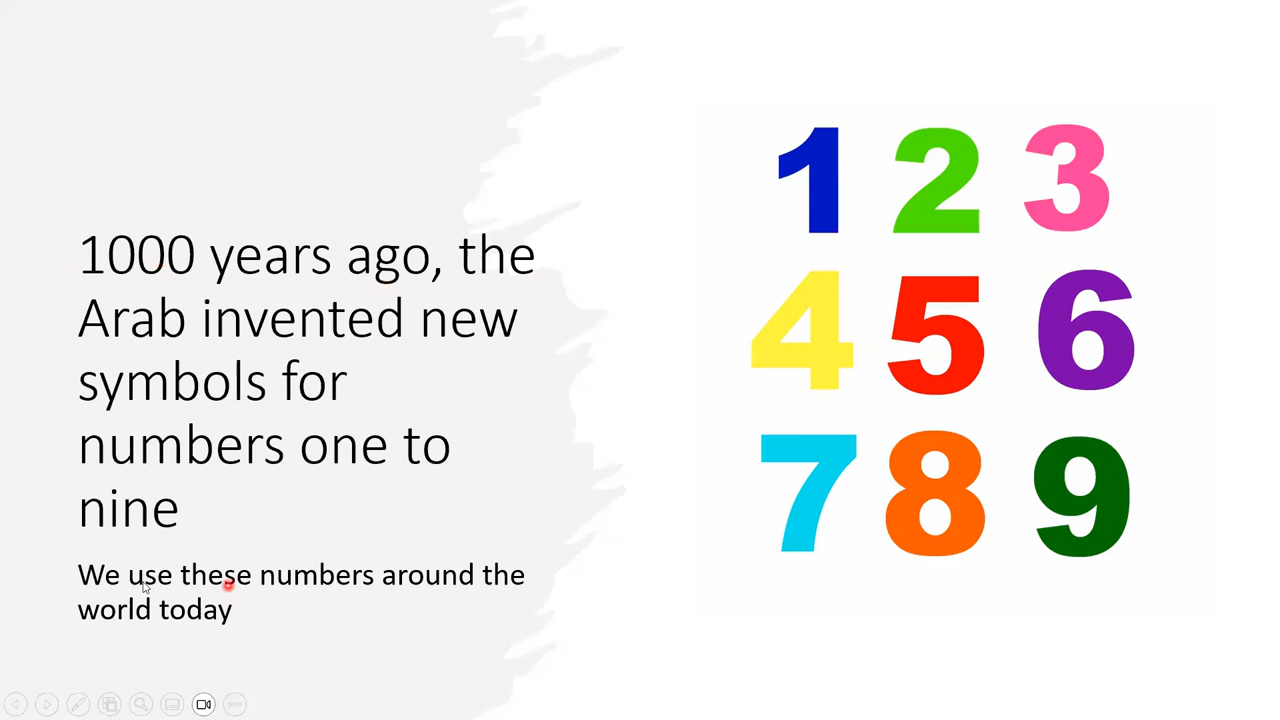 1000 years ago, the
Arab invented new
symbols for
numbers one to
nine
We use these numbers around the
world today
1 2 3
4 5 6
7 8 9